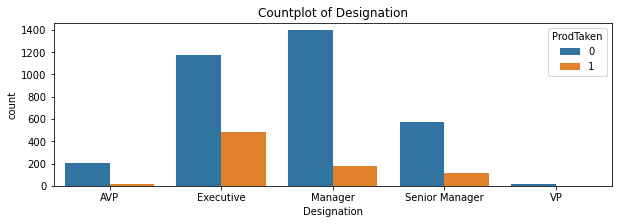 Countplot of Designation
ProdTaken
0
1
1400
1200
1000
800
600
400
200
0
count
AVP Executive Manager Senior Manager VP
Designation